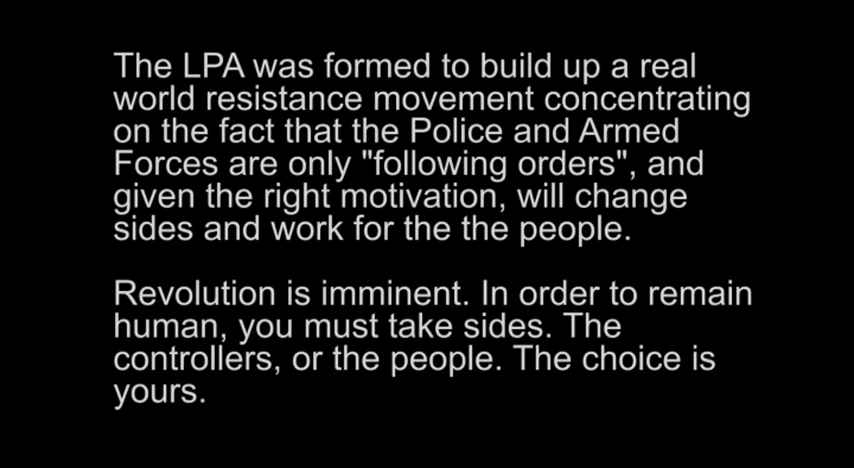 The LPA was formed to build up a real
world resistance movement concentrating
on the fact that the Police and Armed
Forces are only "following orders", and
given the right motivation, will change
sides and work for the the people.
Revolution is imminent. In order to remain
human, you must take sides. The
controllers, or the people. The choice is
yours.